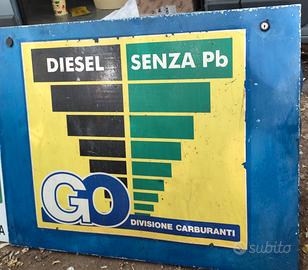 DIESEL SENZA Pb
GO
DIVISIONE CARBURANTI
subito